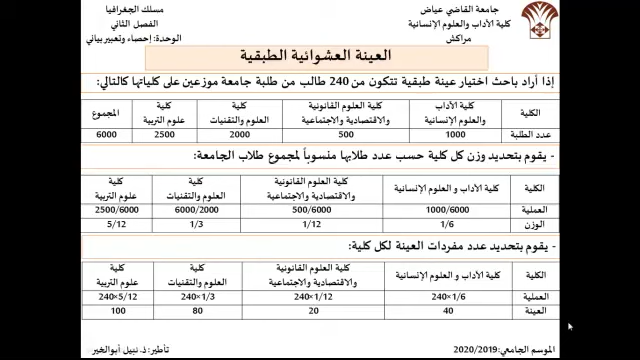 جامعة القاضي عياض
كلية الآداب والعلوم الإنسانية
مراكش
مسلك الجغرافيا
الفصل الثاني
الوحدة: إحصاء وتعبير بياني
العينة العشوائية الطبقية
إذا أراد باحث اختيار عينة طبقية تتكون من 240 طالب من طلبة جامعة موزعين على كلياتها كالتالي:
الكلية | كلية الآداب والعلوم الإنسانية | كلية العلوم القانونية والاقتصادية والاجتماعية | كلية العلوم والتقنيات | كلية علوم التربية | المجموع
عدد الطلبة | 1000 | 500 | 2000 | 2500 | 6000
- يقوم بتحديد وزن كل كلية حسب عدد طلابها منسوباً لمجموع طلاب الجامعة:
الكلية | كلية الآداب و العلوم الإنسانية | كلية العلوم القانونية والاقتصادية والاجتماعية | كلية العلوم والتقنيات | كلية علوم التربية
العملية | 1000/6000 | 500/6000 | 6000/2000 | 2500/6000
الوزن | 1/6 | 1/12 | 1/3 | 5/12
- يقوم بتحديد عدد مفردات العينة لكل كلية:
الكلية | كلية الآداب و العلوم الإنسانية | كلية العلوم القانونية والاقتصادية والاجتماعية | كلية العلوم والتقنيات | كلية علوم التربية
العملية | 240×1/6 | 240×1/12 | 240×1/3 | 240×5/12
العينة | 40 | 20 | 80 | 100
الموسم الجامعي: 2020/2019
تأطير: ذ. نبيل أبوالخير